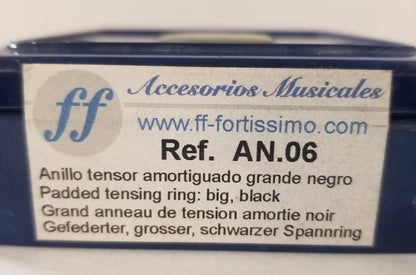 ff
Accesorios Musicales
www.ff-fortissimo.com
Ref. AN.06
Anillo tensor amortiguado grande negro
Padded tensing ring: big, black
Grand anneau de tension amortie noir
Gefederter, grosser, schwarzer Spannring